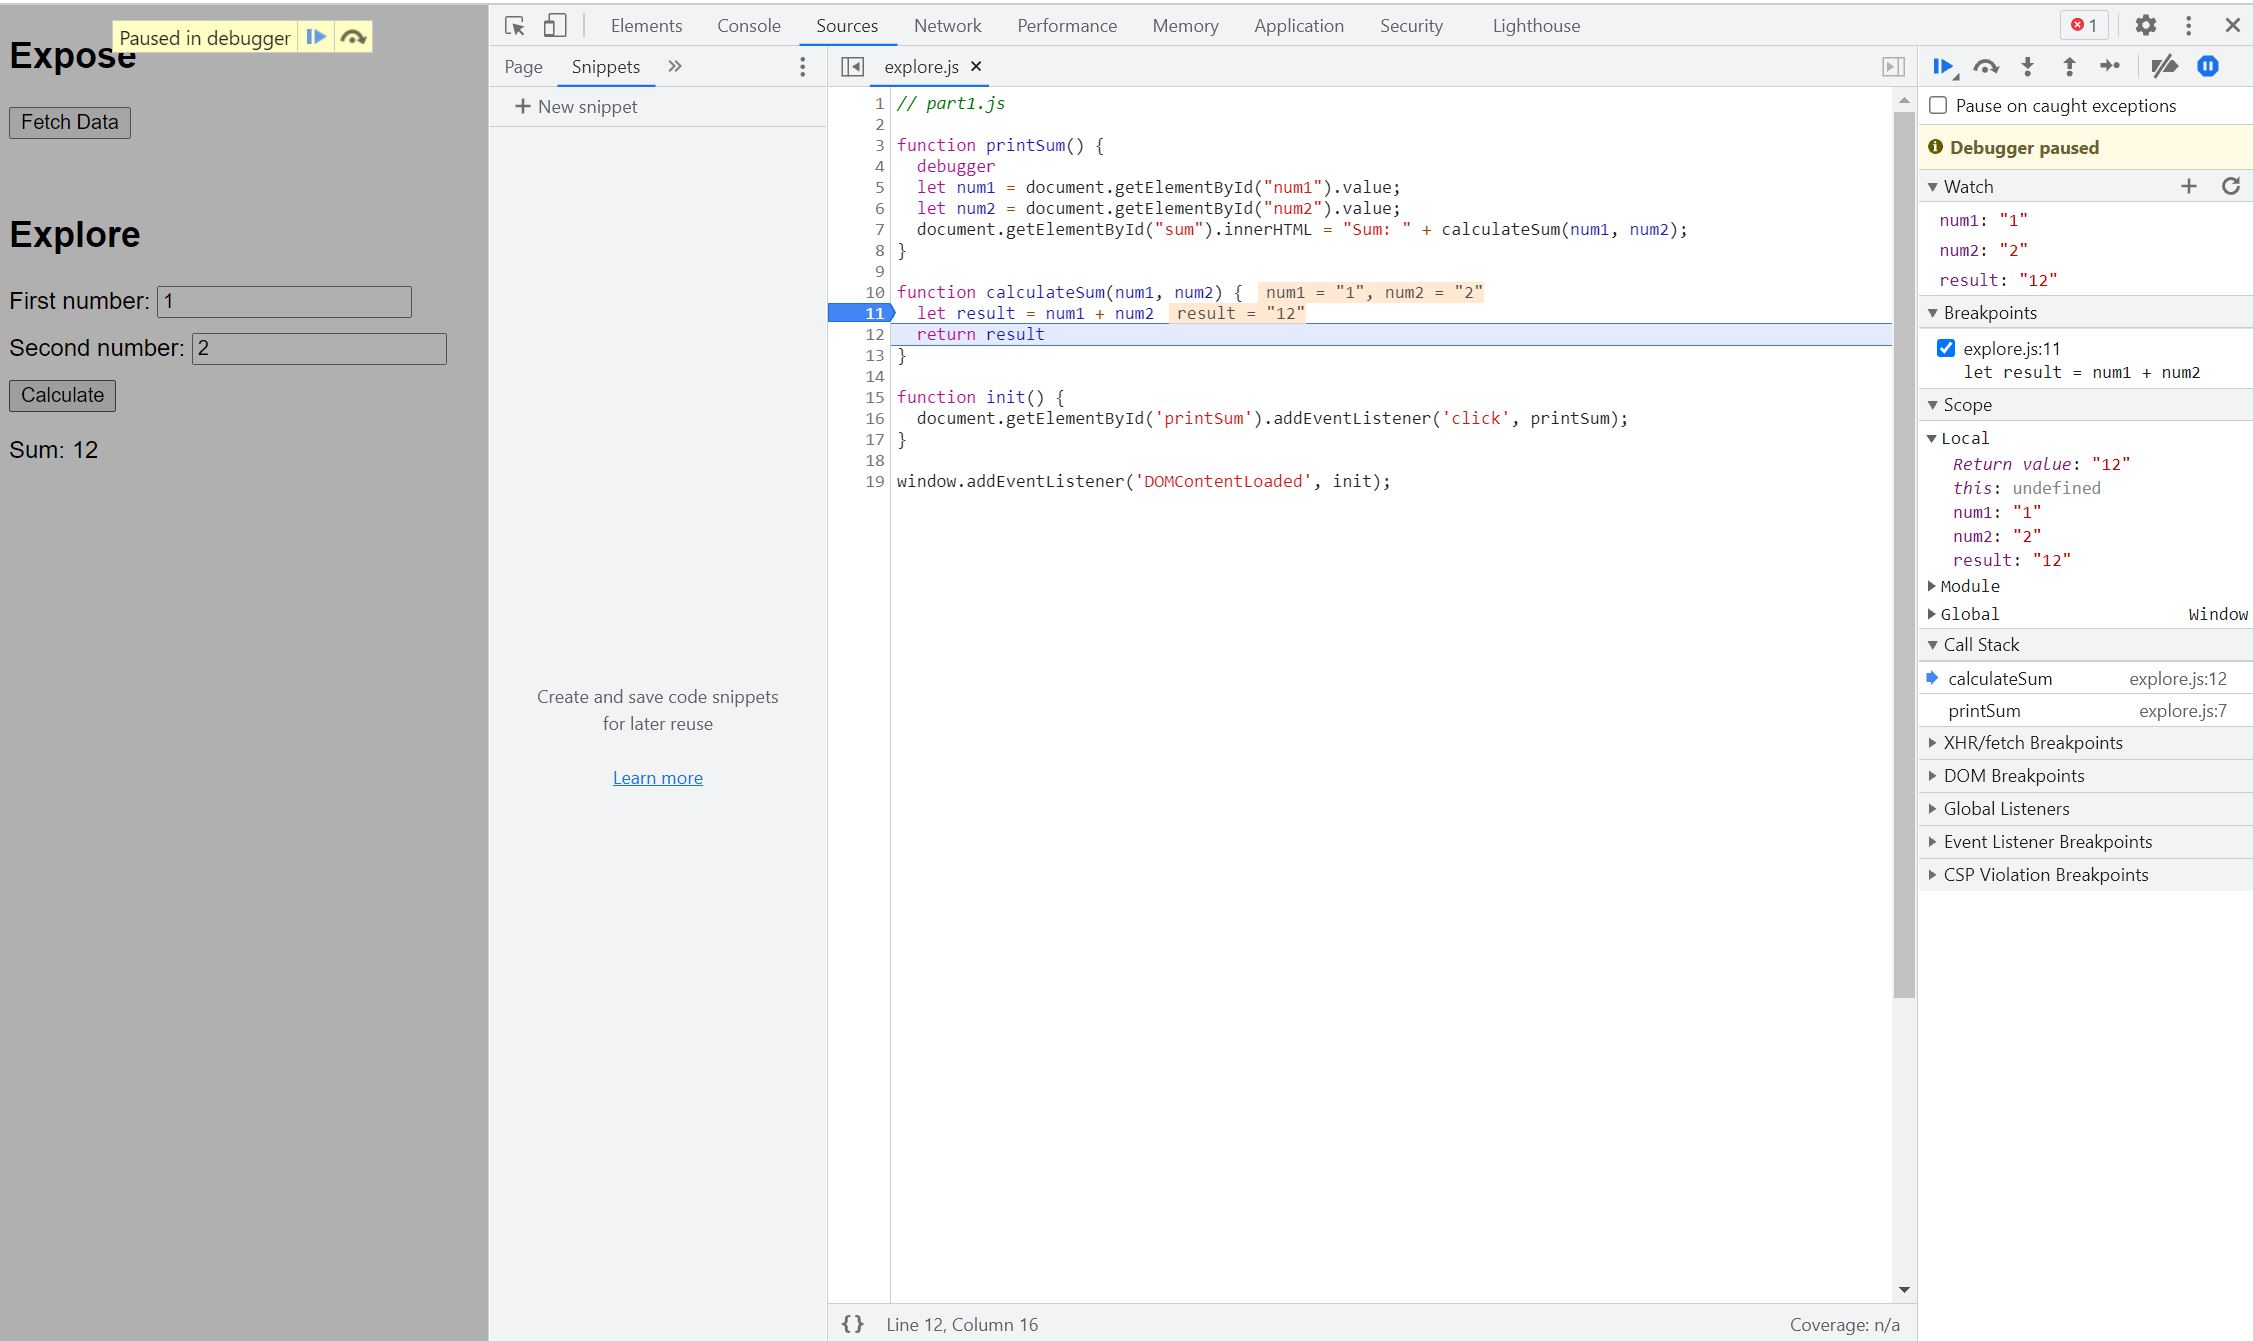 Paused in debugger
Expose
Fetch Data
Explore
First number: 1
Second number: 2
Calculate
Sum: 12
Elements Console Sources Network Performance Memory Application Security Lighthouse 1
Page Snippets
+ New snippet
Create and save code snippets
for later reuse
Learn more
explore.js
1 // part1.js
2
3 function printSum() {
4   debugger
5   let num1 = document.getElementById("num1").value;
6   let num2 = document.getElementById("num2").value;
7   document.getElementById("sum").innerHTML = "Sum: " + calculateSum(num1, num2);
8 }
9
10 function calculateSum(num1, num2) { num1 = "1", num2 = "2"
11   let result = num1 + num2 result = "12"
12   return result
13 }
14
15 function init() {
16   document.getElementById('printSum').addEventListener('click', printSum);
17 }
18
19 window.addEventListener('DOMContentLoaded', init);
{} Line 12, Column 16 Coverage: n/a
Pause on caught exceptions
Debugger paused
Watch
num1: "1"
num2: "2"
result: "12"
Breakpoints
explore.js:11
let result = num1 + num2
Scope
Local
Return value: "12"
this: undefined
num1: "1"
num2: "2"
result: "12"
Module
Global Window
Call Stack
calculateSum explore.js:12
printSum explore.js:7
XHR/fetch Breakpoints
DOM Breakpoints
Global Listeners
Event Listener Breakpoints
CSP Violation Breakpoints